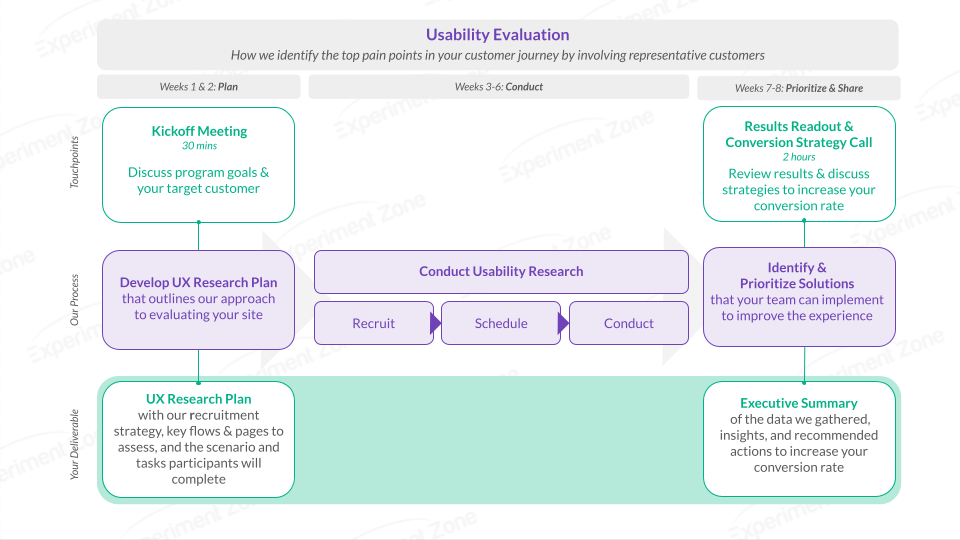 Usability Evaluation
How we identify the top pain points in your customer journey by involving representative customers
Weeks 1 & 2: Plan
Weeks 3-6: Conduct
Weeks 7-8: Prioritize & Share
Touchpoints
Kickoff Meeting
30 mins
Discuss program goals &
your target customer
Results Readout &
Conversion Strategy Call
2 hours
Review results & discuss
strategies to increase your
conversion rate
Our Process
Develop UX Research Plan
that outlines our approach
to evaluating your site
Conduct Usability Research
Recruit
Schedule
Conduct
Identify &
Prioritize Solutions
that your team can implement
to improve the experience
Your Deliverable
UX Research Plan
with our recruitment
strategy, key flows & pages to
assess, and the scenario and
tasks participants will
complete
Executive Summary
of the data we gathered,
insights, and recommended
actions to increase your
conversion rate
Experiment Zone